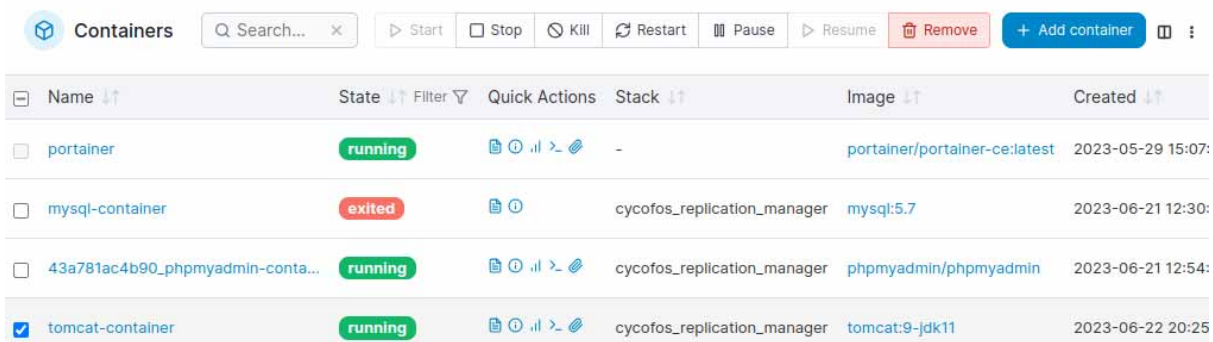 Containers Search... Start Stop Kill Restart Pause Resume Remove + Add container
Name State Filter Quick Actions Stack Image Created
portainer running - portainer/portainer-ce:latest 2023-05-29 15:07:
mysql-container exited cycofos_replication_manager mysql:5.7 2023-06-21 12:30:
43a781ac4b90_phpmyadmin-conta... running cycofos_replication_manager phpmyadmin/phpmyadmin 2023-06-21 12:54:
tomcat-container running cycofos_replication_manager tomcat:9-jdk11 2023-06-22 20:25